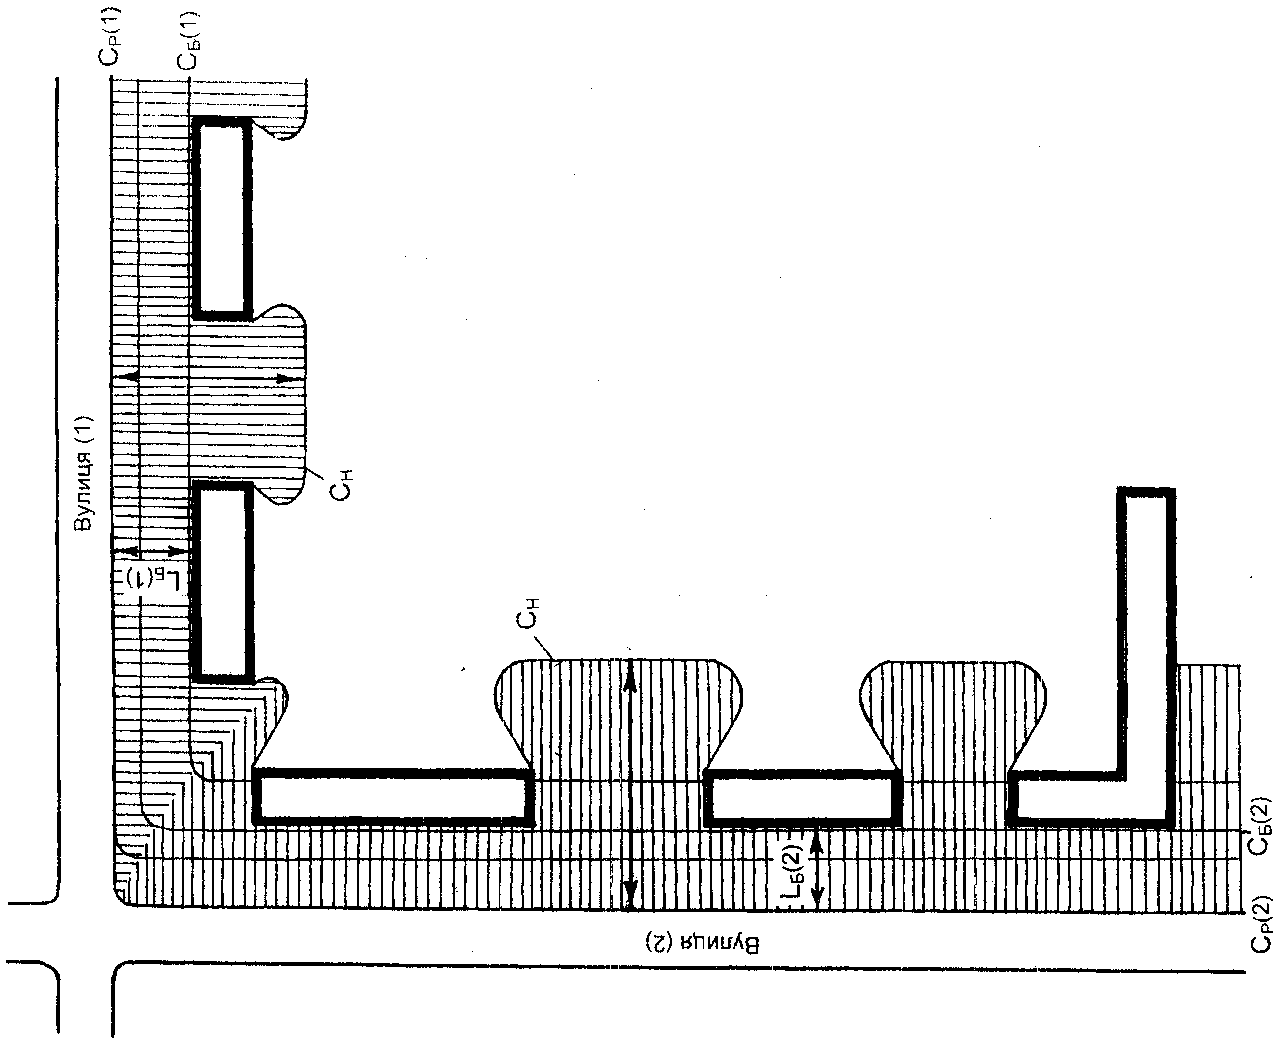 Cр(1)
CБ(1)
Вулиця (1)
LБ(1)
CН
CН
LБ(2)
Вулиця (2)
CБ(2)
Cр(2)